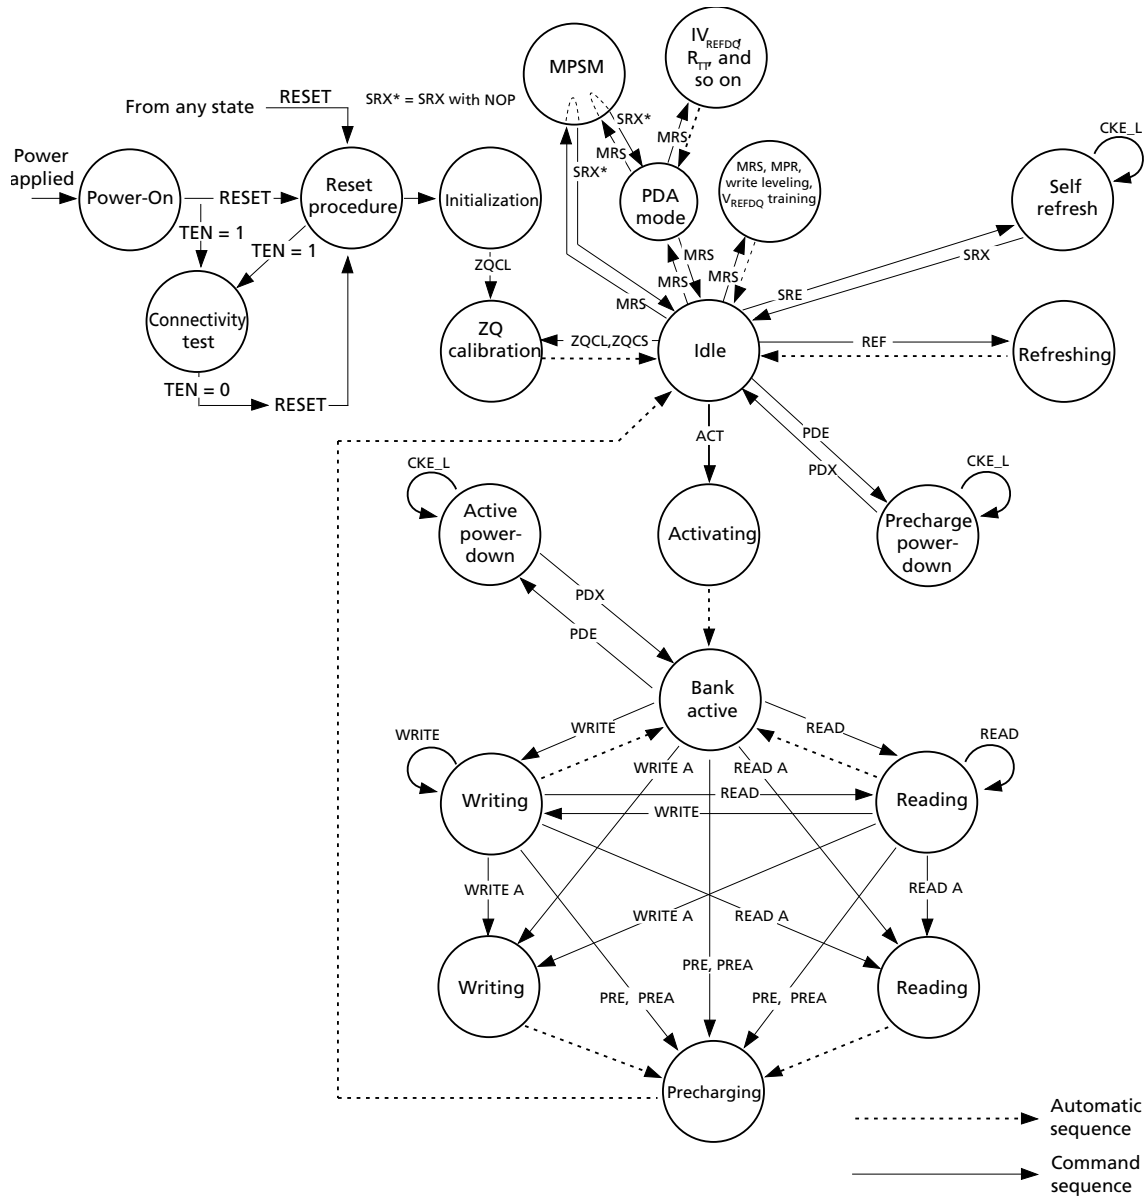 IV REFDQ,
RTT, and
so on
MPSM
From any state
RESET
SRX* = SRX with NOP
SRX*
MRS
MRS
CKE_L
Power
applied
Power-On
RESET
Reset
procedure
Initialization
SRX*
PDA
mode
MRS, MPR,
write leveling,
VREFDQ training
Self
refresh
TEN = 1
TEN = 1
ZQCL
MRS
MRS
MRS
SRX
SRE
MRS
Connectivity
test
ZQ
calibration
ZQCL,ZQCS
Idle
REF
Refreshing
TEN = 0
RESET
ACT
PDE
PDX
CKE_L
CKE_L
Active
power-
down
Activating
Precharge
power-
down
PDX
PDE
Bank
active
WRITE
READ
WRITE
READ
WRITE A
READ A
Writing
READ
WRITE
Reading
WRITE A
READ A
WRITE A
READ A
PRE, PREA
Writing
PRE, PREA
PRE, PREA
Reading
Precharging
Automatic
sequence
Command
sequence